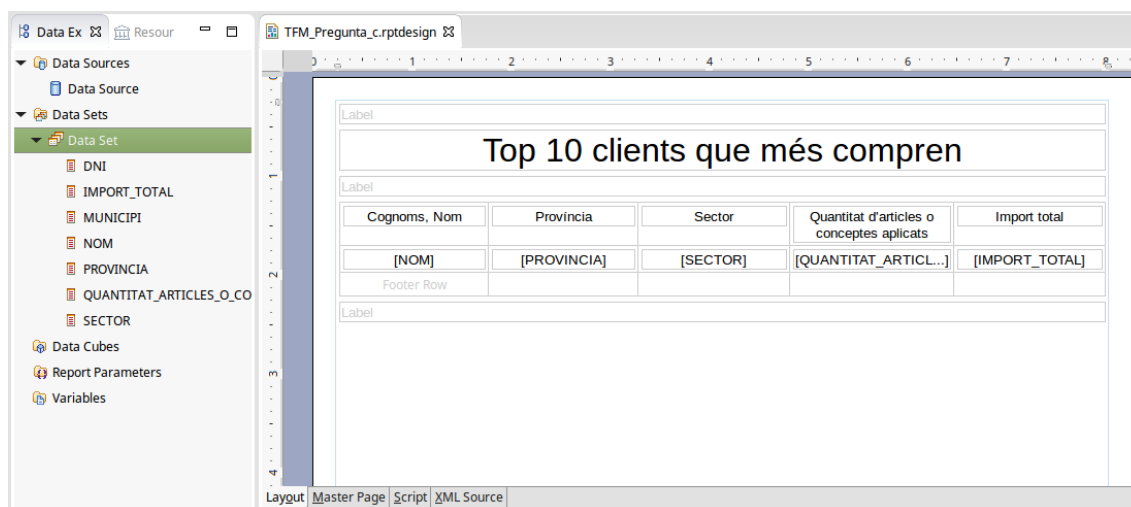 Data Ex Resour
TFM_Pregunta_c.rptdesign
Data Sources
Data Source
Data Sets
Data Set
DNI
IMPORT_TOTAL
MUNICIPI
NOM
PROVINCIA
QUANTITAT_ARTICLES_O_CO
SECTOR
Data Cubes
Report Parameters
Variables
0 1 2 3 4 5 6 7 8
0
1
2
3
4
Label
Top 10 clients que més compren
Label
Cognoms, Nom Província Sector Quantitat d'articles o Import total
conceptes aplicats
[NOM] [PROVINCIA] [SECTOR] [QUANTITAT_ARTICL...] [IMPORT_TOTAL]
Footer Row
Label
Layout Master Page Script XML Source